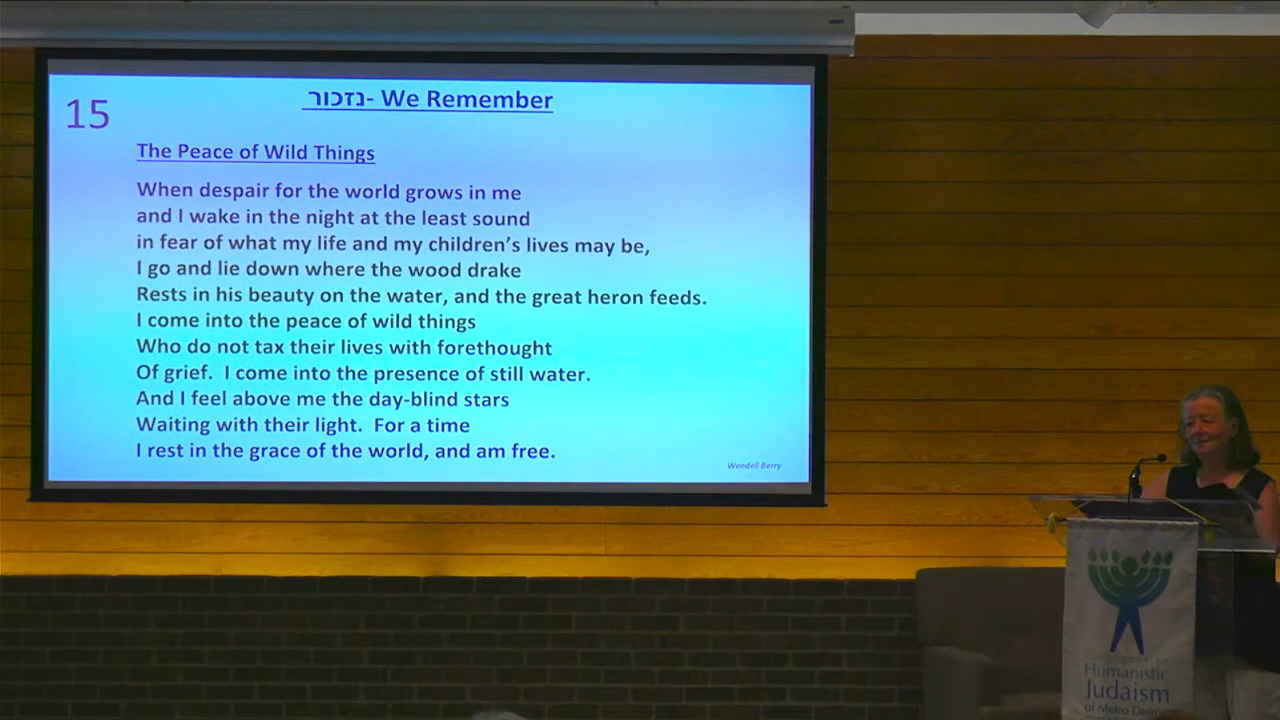 15
נזכור- We Remember
The Peace of Wild Things
When despair for the world grows in me
and I wake in the night at the least sound
in fear of what my life and my children’s lives may be,
I go and lie down where the wood drake
Rests in his beauty on the water, and the great heron feeds.
I come into the peace of wild things
Who do not tax their lives with forethought
Of grief.  I come into the presence of still water.
And I feel above me the day-blind stars
Waiting with their light.  For a time
I rest in the grace of the world, and am free.
Wendell Berry
Humanistic
Judaism
of Metro